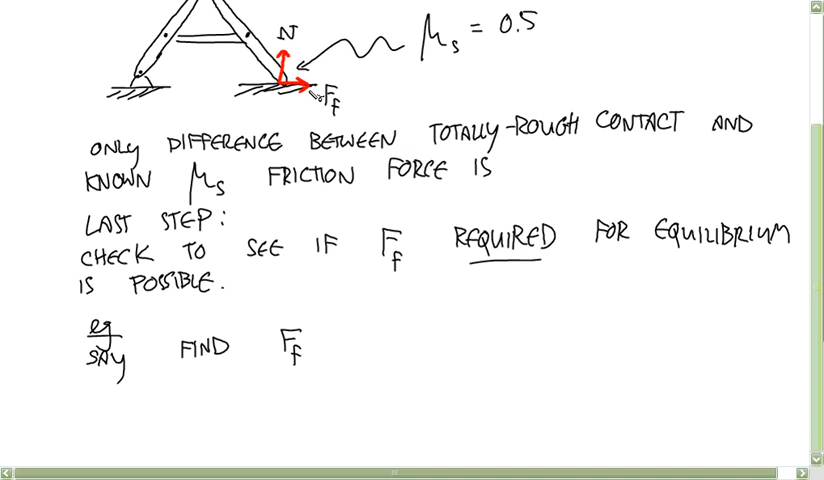 N
μs = 0.5
Ff
ONLY DIFFERENCE BETWEEN TOTALLY-ROUGH CONTACT AND
KNOWN μs FRICTION FORCE IS
LAST STEP:
CHECK TO SEE IF Ff REQUIRED FOR EQUILIBRIUM
IS POSSIBLE.
eg
SAY FIND Ff